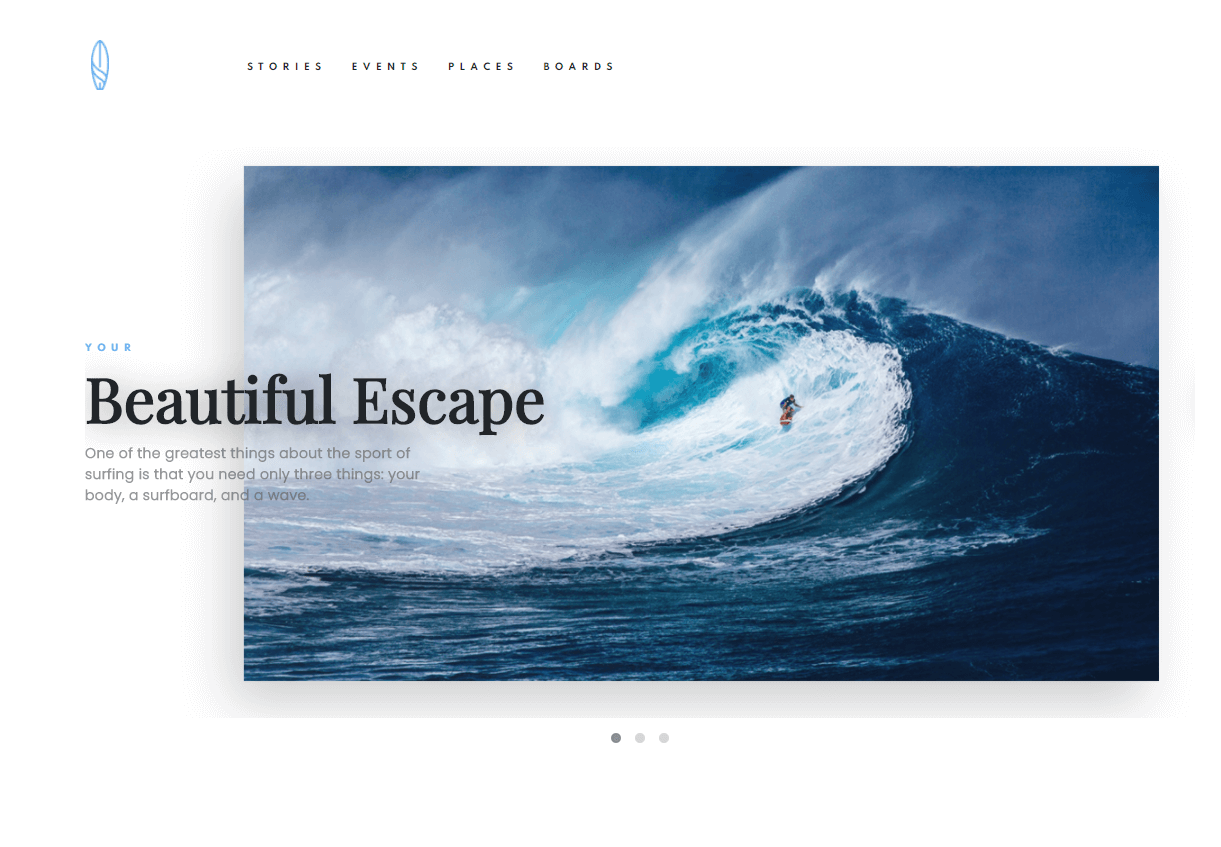 STORIES EVENTS PLACES BOARDS
YOUR
Beautiful Escape
One of the greatest things about the sport of
surfing is that you need only three things: your
body, a surfboard, and a wave.